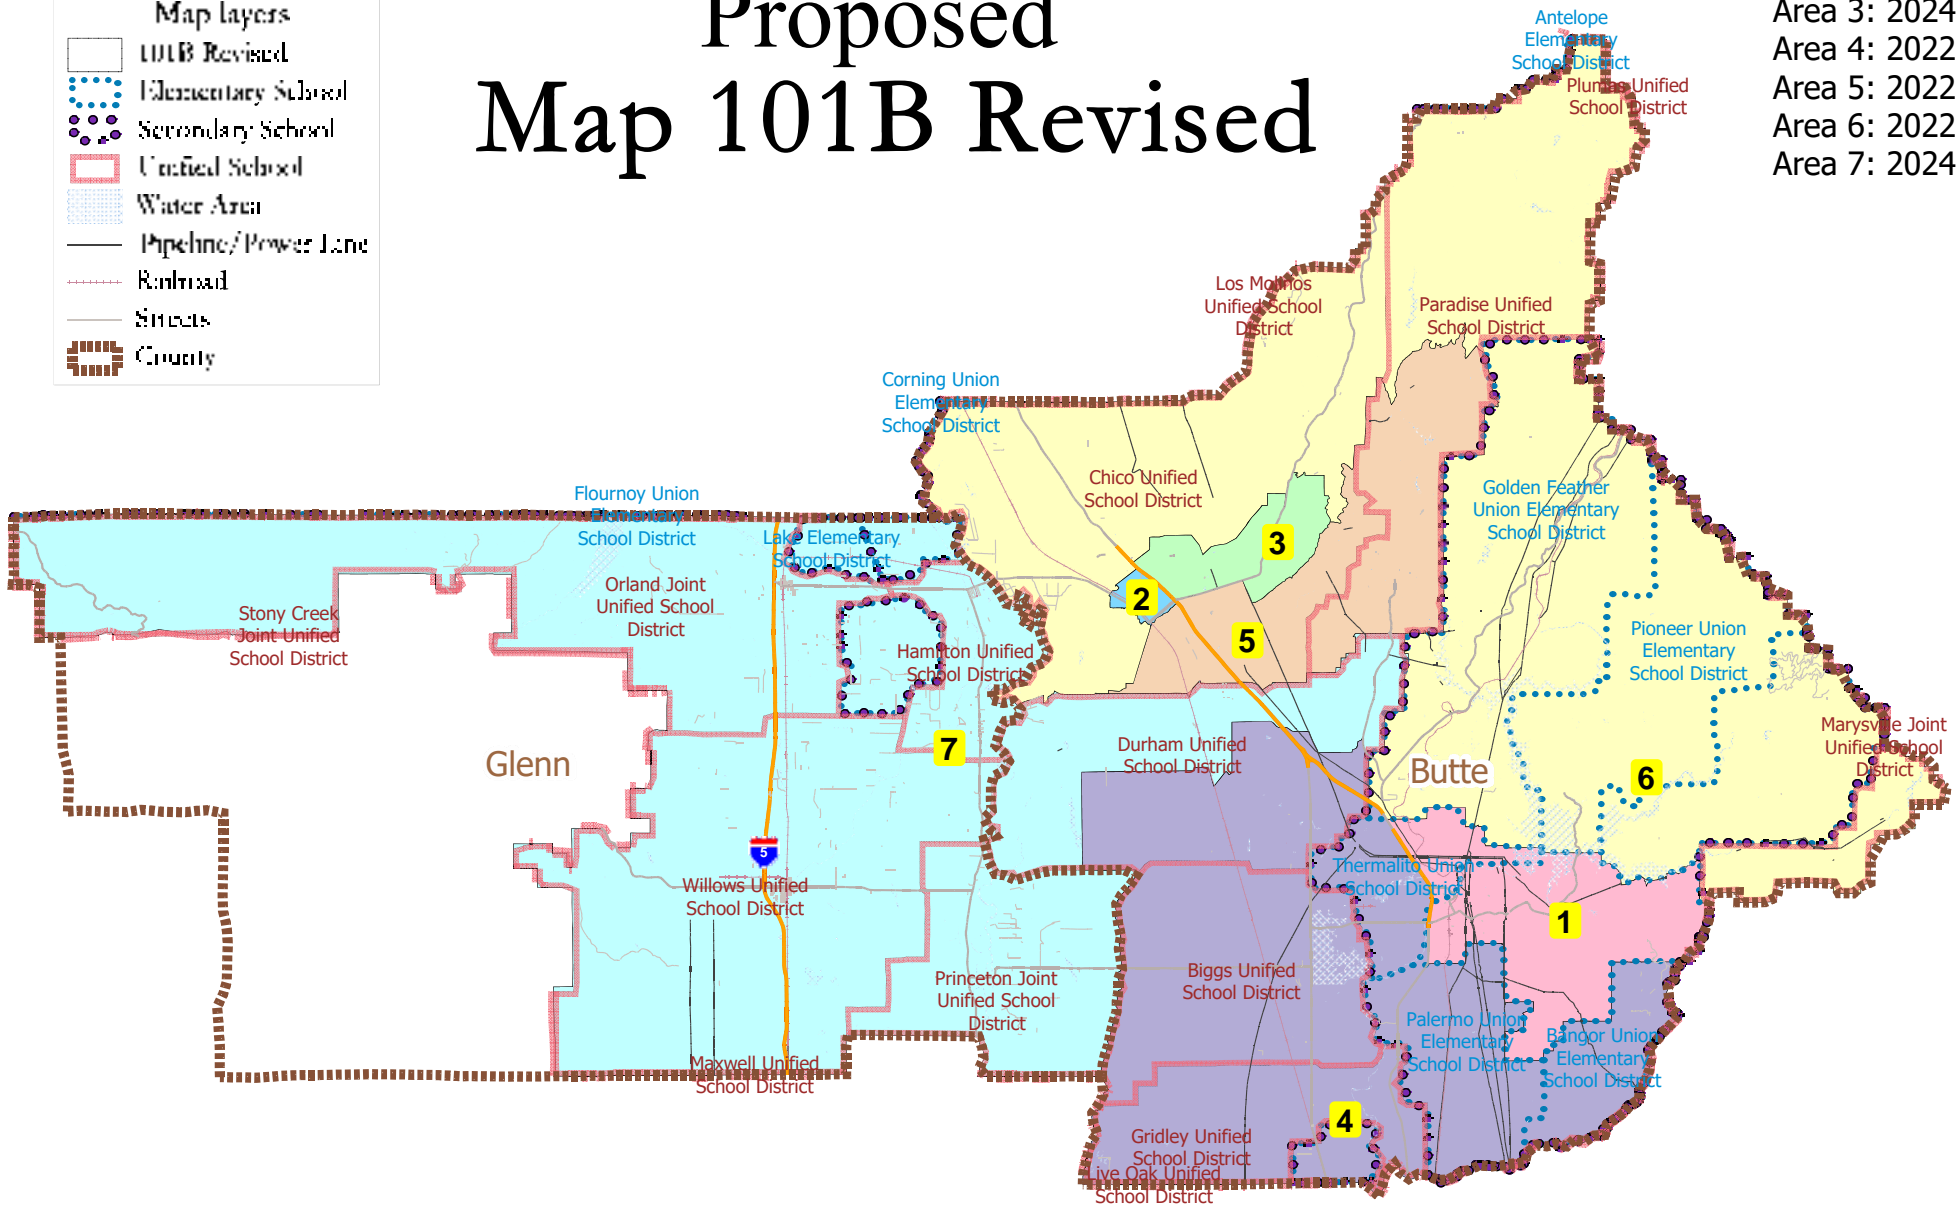 Proposed
Map 101B Revised
Map layers
101B Revised
Elementary School
Secondary School
Unified School
Water Area
Pipeline/Power Line
Railroad
Streets
County
Area 3: 2024
Area 4: 2022
Area 5: 2022
Area 6: 2022
Area 7: 2024
Antelope
Elementary
School District
Plumas Unified
School District
Los Molinos
Unified School
District
Paradise Unified
School District
Corning Union
Elementary
School District
Chico Unified
School District
Golden Feather
Union Elementary
School District
Flournoy Union
Elementary
School District
Lake Elementary
School District
3
Orland Joint
Unified School
District
2
Stony Creek
Joint Unified
School District
5
Pioneer Union
Elementary
School District
Hamilton Unified
School District
7
Glenn
Durham Unified
School District
Butte
6
Marysville Joint
Unified School
District
5
Willows Unified
School District
Thermalito Union
School District
1
Princeton Joint
Unified School
District
Biggs Unified
School District
Palermo Union
Elementary
School District
Bangor Union
Elementary
School District
Maxwell Unified
School District
4
Gridley Unified
School District
Live Oak Unified
School District